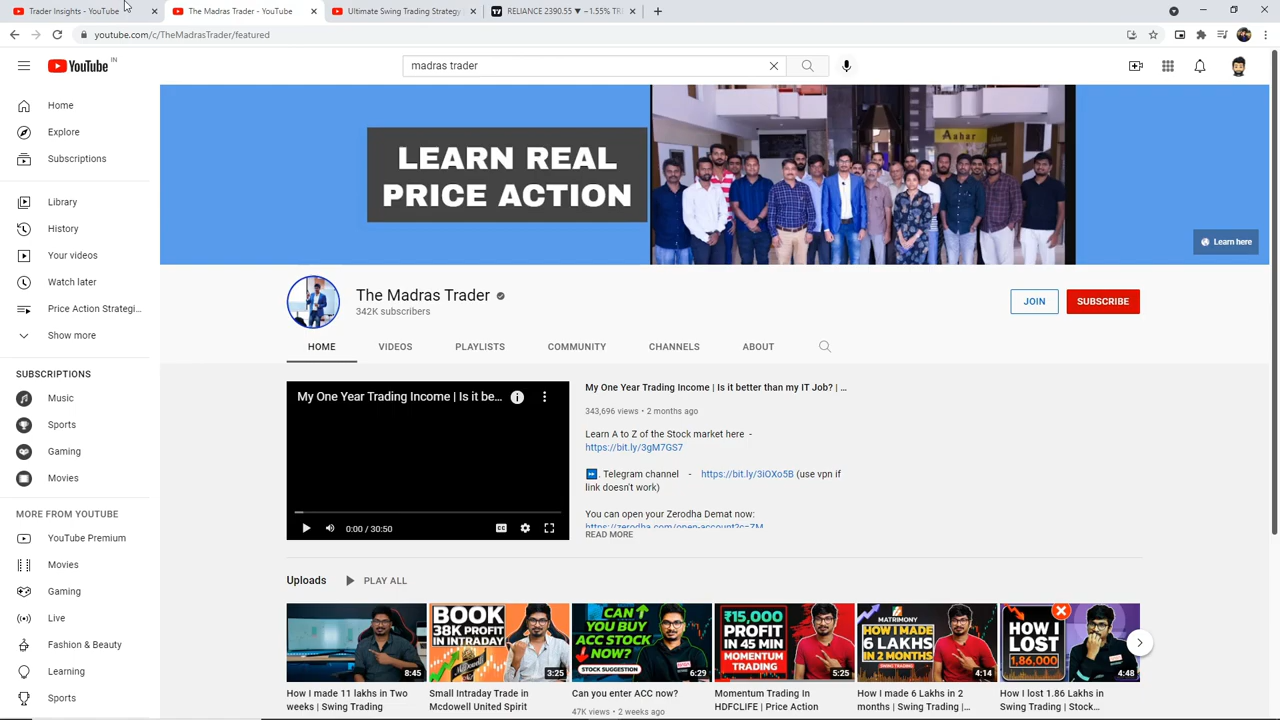 Trader Insights - YouTube
The Madras Trader - YouTube
Ultimate Swing Trading Strategy
RELIANCE 2390.55 ▼ −1.55% TR
youtube.com/c/TheMadrasTrader/featured
YouTube IN
madras trader
Home
Explore
Subscriptions
Library
History
Your videos
Watch later
Price Action Strategi...
Show more
SUBSCRIPTIONS
Music
Sports
Gaming
Movies
MORE FROM YOUTUBE
YouTube Premium
Movies
Gaming
Live
Fashion & Beauty
Learning
Sports
LEARN REAL
PRICE ACTION
Aahar
Learn here
The Madras Trader
342K subscribers
JOIN
SUBSCRIBE
HOME
VIDEOS
PLAYLISTS
COMMUNITY
CHANNELS
ABOUT
My One Year Trading Income | Is it be...
0:00 / 30:50
My One Year Trading Income | Is it better than my IT Job? | ...
343,696 views • 2 months ago
Learn A to Z of the Stock market here -
https://bit.ly/3gM7GS7
Telegram channel - https://bit.ly/3iOXo5B (use vpn if
link doesn't work)
You can open your Zerodha Demat now:
https://zerodha.com/open-account?c=ZM
READ MORE
Uploads
PLAY ALL
8:45
How I made 11 lakhs in Two
weeks | Swing Trading
BOOK
38K PROFIT
IN INTRADAY
3:25
Small Intraday Trade in
Mcdowell United Spirit
CAN
YOU BUY
ACC STOCK
NOW?
STOCK SUGGESTION
6:29
Can you enter ACC now?
47K views • 2 weeks ago
₹15,000
PROFIT
IN 45 MIN
MOMENTUM
TRADING
5:25
Momentum Trading In
HDFCLIFE | Price Action
MATRIMONY
HOW I MADE
6 LAKHS IN
2 MONTHS
SWING TRADING
4:14
How I made 6 Lakhs in 2
months | Swing Trading |...
HOW I
LOST
1,86,000
4:48
How I lost 1.86 Lakhs in
Swing Trading | Stock...